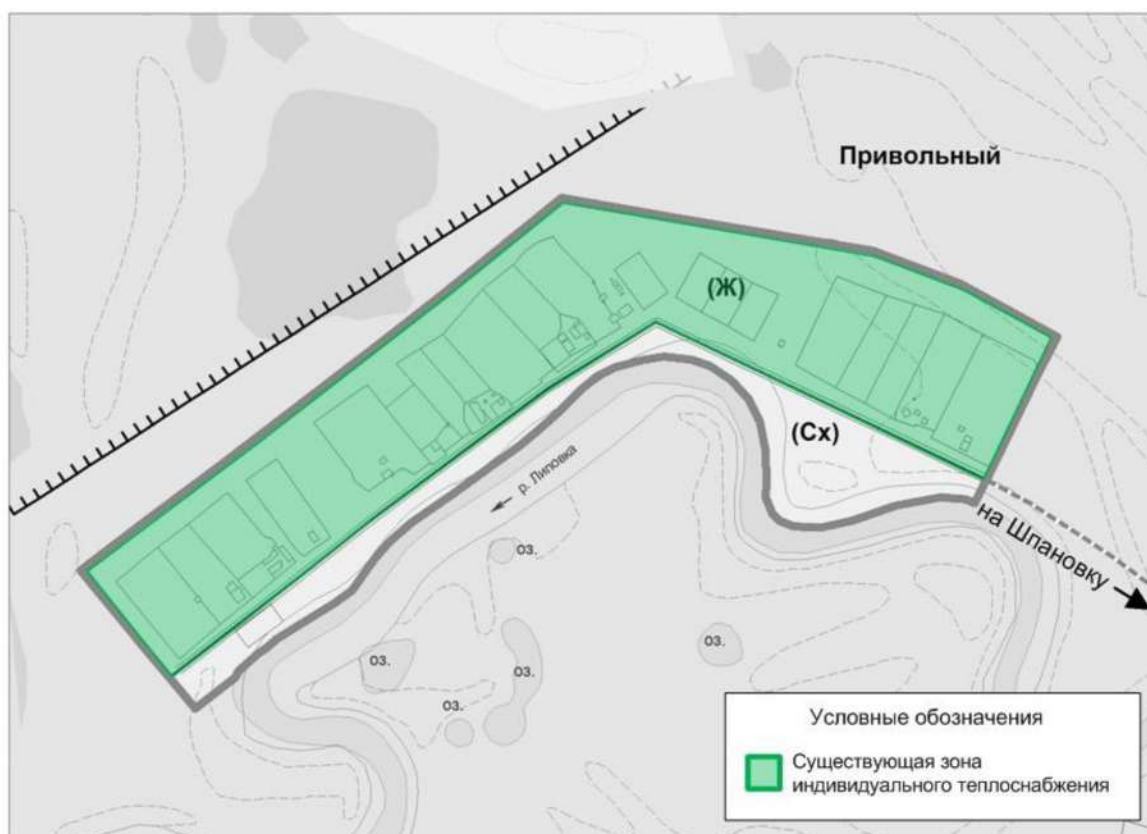 Привольный
(Ж)
(Сх)
р. Липовка
на Шпановку
оз.
оз.
оз.
оз.
оз.
Условные обозначения
Существующая зона
индивидуального теплоснабжения